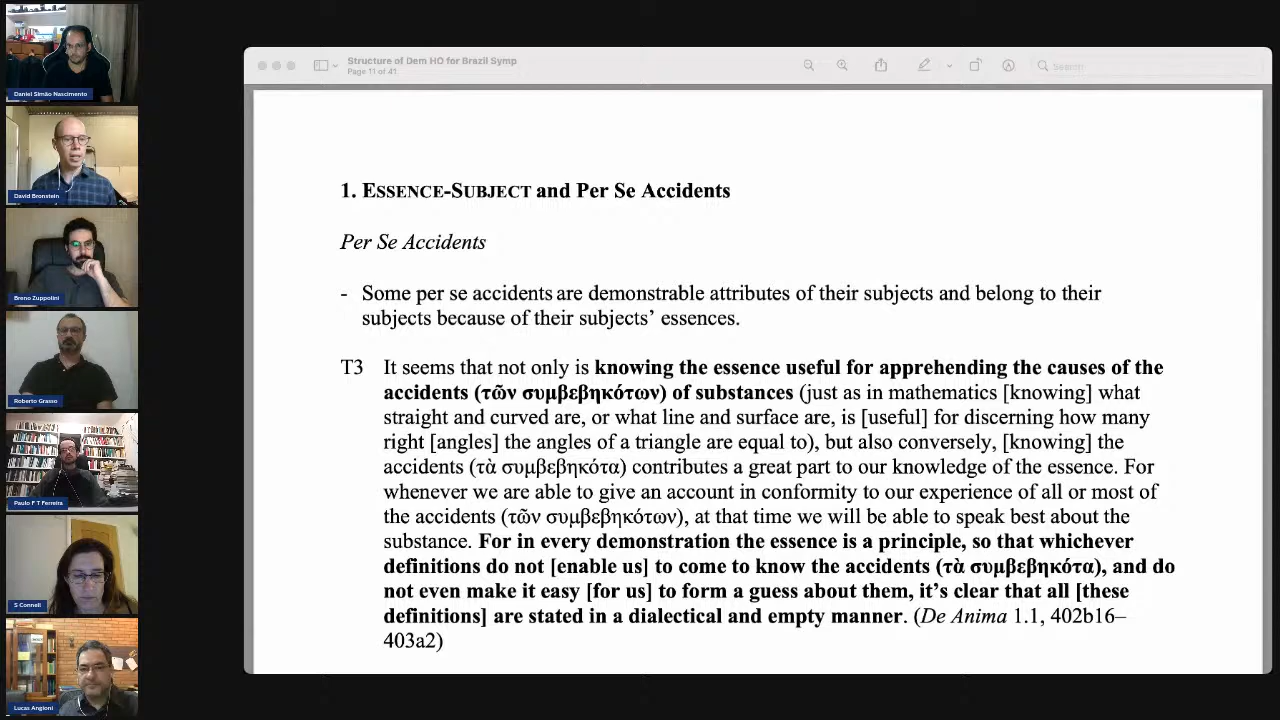 Structure of Dem HO for Brazil Symp
Page 11 of 41
Search
Daniel Simão Nascimento
David Bronstein
Breno Zuppolini
Roberto Grasso
Paulo F T Ferreira
S Connell
Lucas Angioni
1. ESSENCE-SUBJECT and Per Se Accidents
Per Se Accidents
- Some per se accidents are demonstrable attributes of their subjects and belong to their
subjects because of their subjects’ essences.
T3 It seems that not only is knowing the essence useful for apprehending the causes of the
accidents (τῶν συμβεβηκότων) of substances (just as in mathematics [knowing] what
straight and curved are, or what line and surface are, is [useful] for discerning how many
right [angles] the angles of a triangle are equal to), but also conversely, [knowing] the
accidents (τὰ συμβεβηκότα) contributes a great part to our knowledge of the essence. For
whenever we are able to give an account in conformity to our experience of all or most of
the accidents (τῶν συμβεβηκότων), at that time we will be able to speak best about the
substance. For in every demonstration the essence is a principle, so that whichever
definitions do not [enable us] to come to know the accidents (τὰ συμβεβηκότα), and do
not even make it easy [for us] to form a guess about them, it’s clear that all [these
definitions] are stated in a dialectical and empty manner. (De Anima 1.1, 402b16–
403a2)